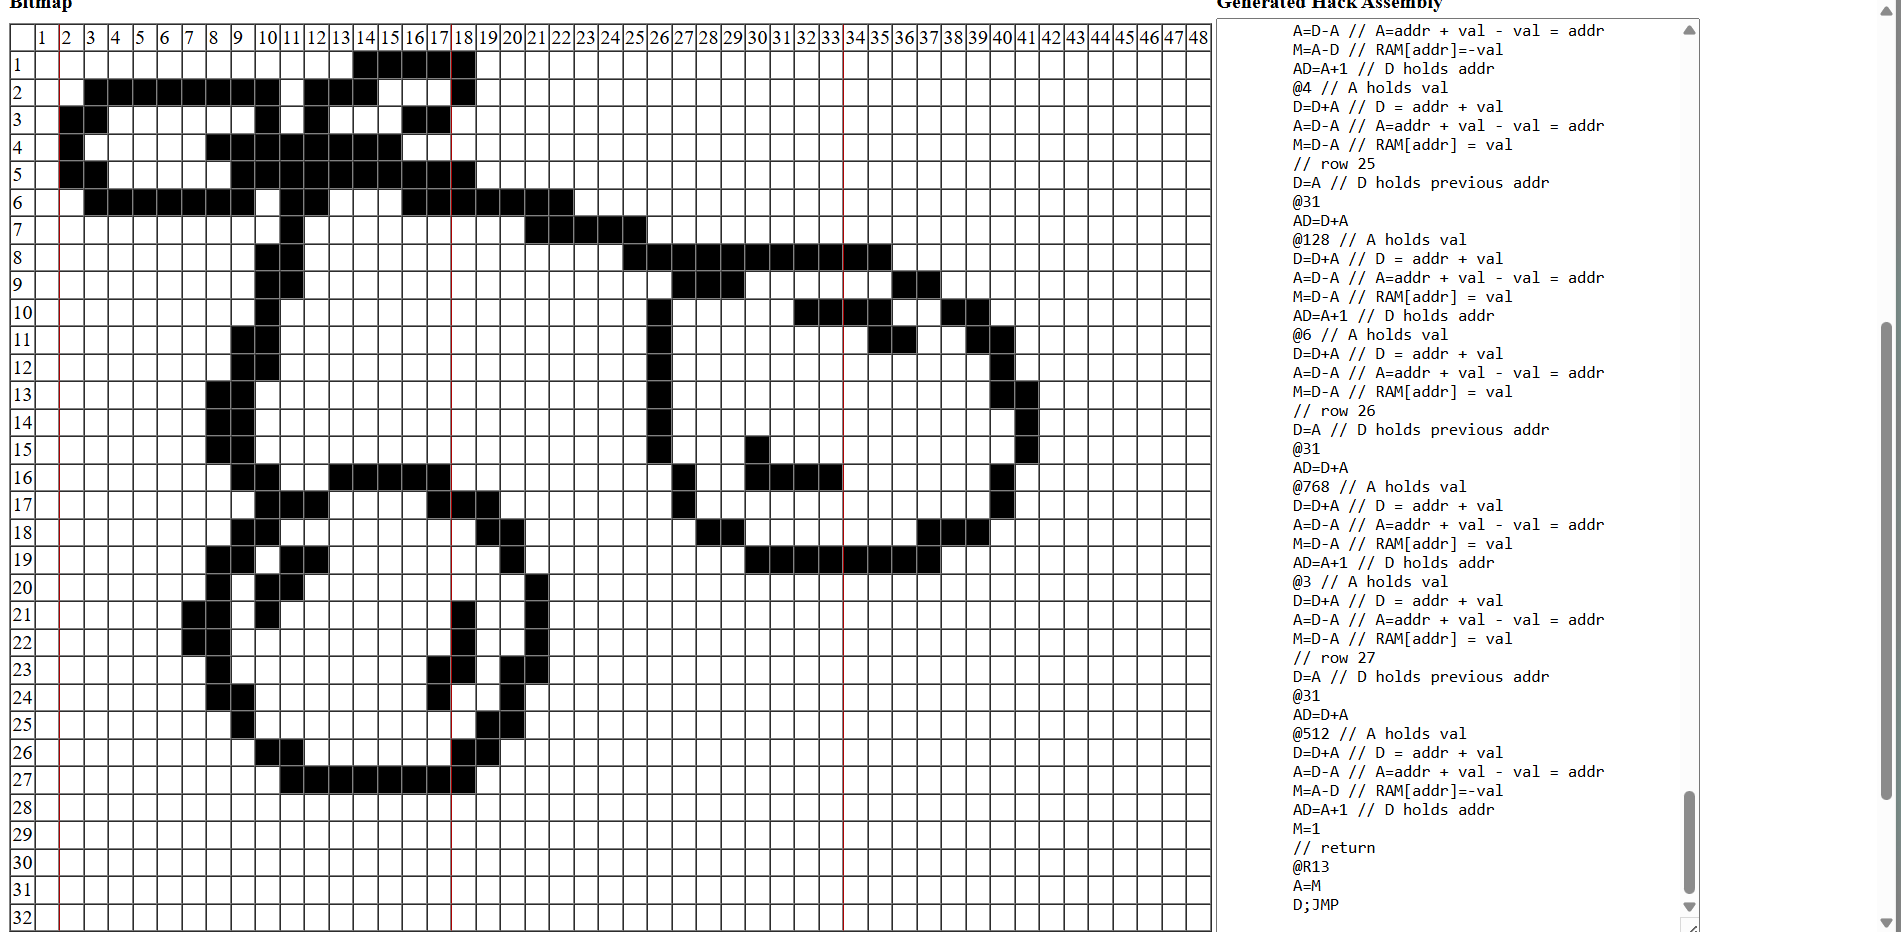 Bitmap
1 2 3 4 5 6 7 8 9 10 11 12 13 14 15 16 17 18 19 20 21 22 23 24 25 26 27 28 29 30 31 32 33 34 35 36 37 38 39 40 41 42 43 44 45 46 47 48
1
2
3
4
5
6
7
8
9
10
11
12
13
14
15
16
17
18
19
20
21
22
23
24
25
26
27
28
29
30
31
32
Generated Hack Assembly
A=D-A // A=addr + val - val = addr
M=A-D // RAM[addr]=-val
AD=A+1 // D holds addr
@4 // A holds val
D=D+A // D = addr + val
A=D-A // A=addr + val - val = addr
M=D-A // RAM[addr] = val
// row 25
D=A // D holds previous addr
@31
AD=D+A
@128 // A holds val
D=D+A // D = addr + val
A=D-A // A=addr + val - val = addr
M=D-A // RAM[addr] = val
AD=A+1 // D holds addr
@6 // A holds val
D=D+A // D = addr + val
A=D-A // A=addr + val - val = addr
M=D-A // RAM[addr] = val
// row 26
D=A // D holds previous addr
@31
AD=D+A
@768 // A holds val
D=D+A // D = addr + val
A=D-A // A=addr + val - val = addr
M=D-A // RAM[addr] = val
AD=A+1 // D holds addr
@3 // A holds val
D=D+A // D = addr + val
A=D-A // A=addr + val - val = addr
M=D-A // RAM[addr] = val
// row 27
D=A // D holds previous addr
@31
AD=D+A
@512 // A holds val
D=D+A // D = addr + val
A=D-A // A=addr + val - val = addr
M=A-D // RAM[addr]=-val
AD=A+1 // D holds addr
M=1
// return
@R13
A=M
D;JMP